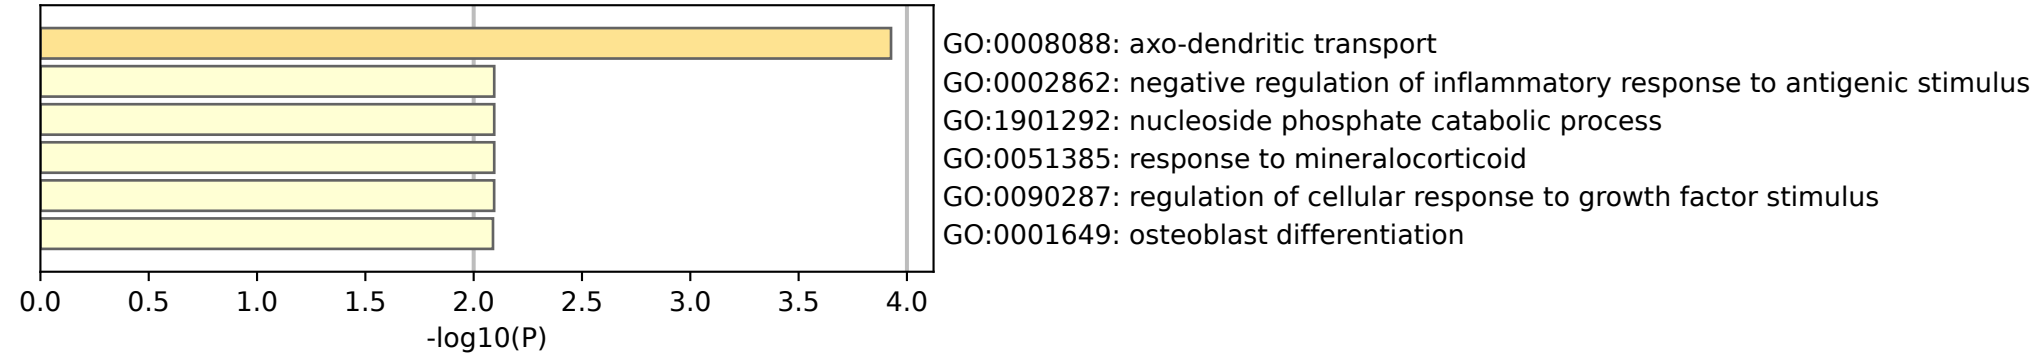 GO:0008088: axo-dendritic transport
GO:0002862: negative regulation of inflammatory response to antigenic stimulus
GO:1901292: nucleoside phosphate catabolic process
GO:0051385: response to mineralocorticoid
GO:0090287: regulation of cellular response to growth factor stimulus
GO:0001649: osteoblast differentiation
0.0 0.5 1.0 1.5 2.0 2.5 3.0 3.5 4.0
-log10(P)